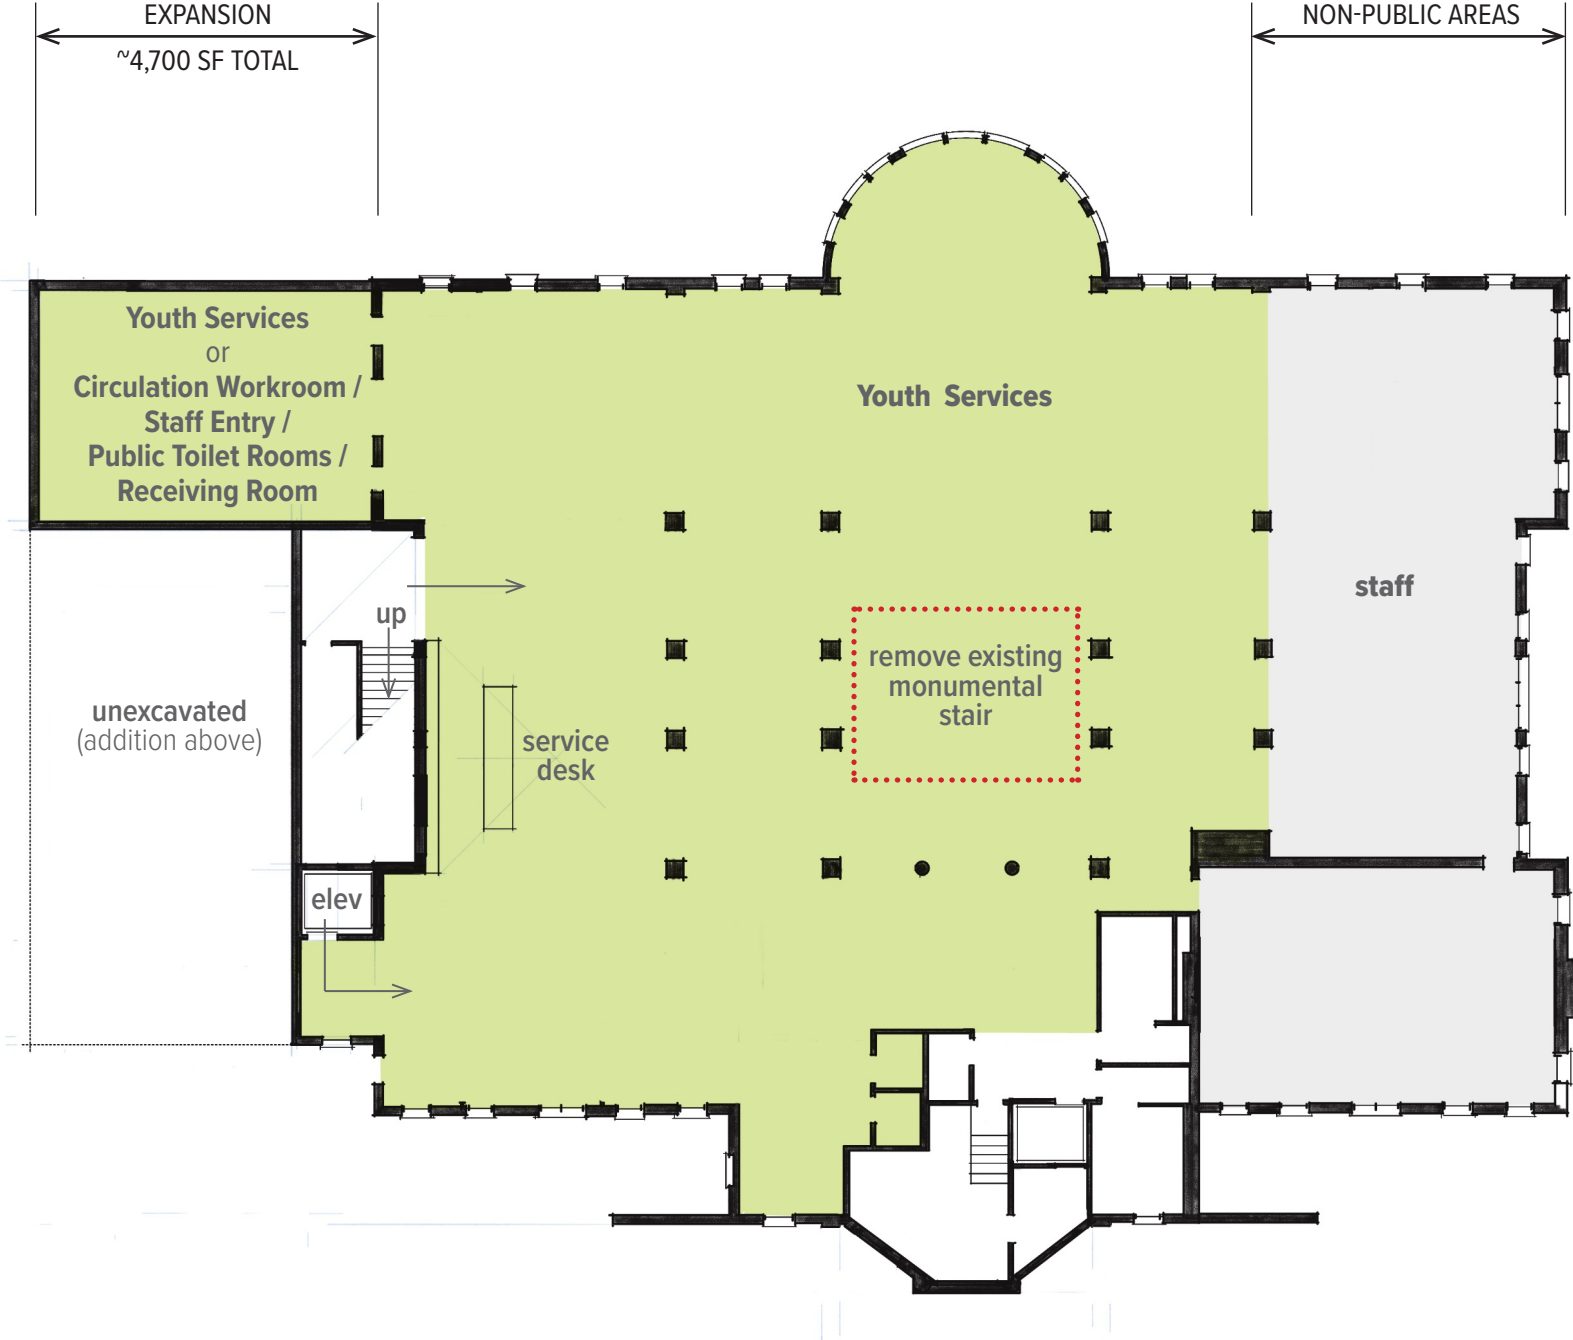 EXPANSION
~4,700 SF TOTAL
NON-PUBLIC AREAS
Youth Services
or
Circulation Workroom /
Staff Entry /
Public Toilet Rooms /
Receiving Room
Youth Services
staff
up
remove existing
monumental
stair
unexcavated
(addition above)
service
desk
elev